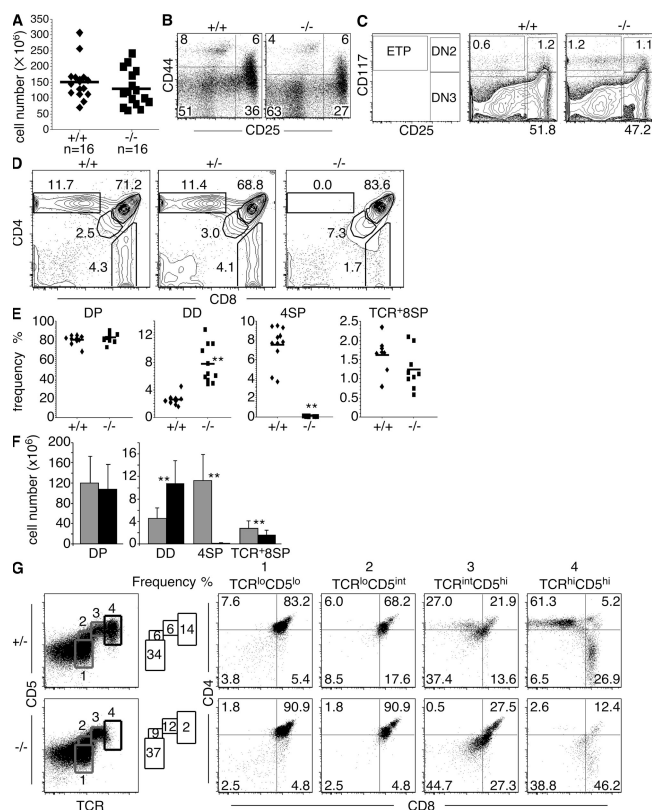 A
cell number (× 10⁶)
350
300
250
200
150
100
50
0
+/+ -/-
n=16 n=16
B
+/+ -/-
CD44
8 6 4 6
51 36 63 27
CD25
C
+/+ -/-
CD117
ETP DN2
DN3
CD25
0.6 1.2 1.2 1.1
51.8 47.2
D
+/+ +/- -/-
CD4
11.7 71.2 11.4 68.8 0.0 83.6
2.5 3.0 7.3
4.3 4.1 1.7
CD8
E
DP DD 4SP TCR⁺8SP
frequency %
100
80
60
40
20
0
+/+ -/-
12
8
4
0
**
+/+ -/-
10
8
6
4
2
0
**
+/+ -/-
2.5
2.0
1.5
1.0
0.5
0
+/+ -/-
F
cell number (x10⁶)
200
160
120
80
40
0
DP
16
12
8
4
0
** ** **
DD 4SP TCR⁺8SP
G
Frequency %
1 2 3 4
TCRˡᵒCD5ˡᵒ TCRˡᵒCD5ⁱⁿᵗ TCRⁱⁿᵗCD5ʰⁱ TCRʰⁱCD5ʰⁱ
+/-
2 3 4
1
6 6 14
34
7.6 83.2 6.0 68.2 27.0 21.9 61.3 5.2
3.8 5.4 8.5 17.6 37.4 13.6 6.5 26.9
CD5
CD4
-/-
2 3 4
1
9 12 2
37
1.8 90.9 1.8 90.9 0.5 27.5 2.6 12.4
2.5 4.8 2.5 4.8 44.7 27.3 38.8 46.2
TCR
CD8